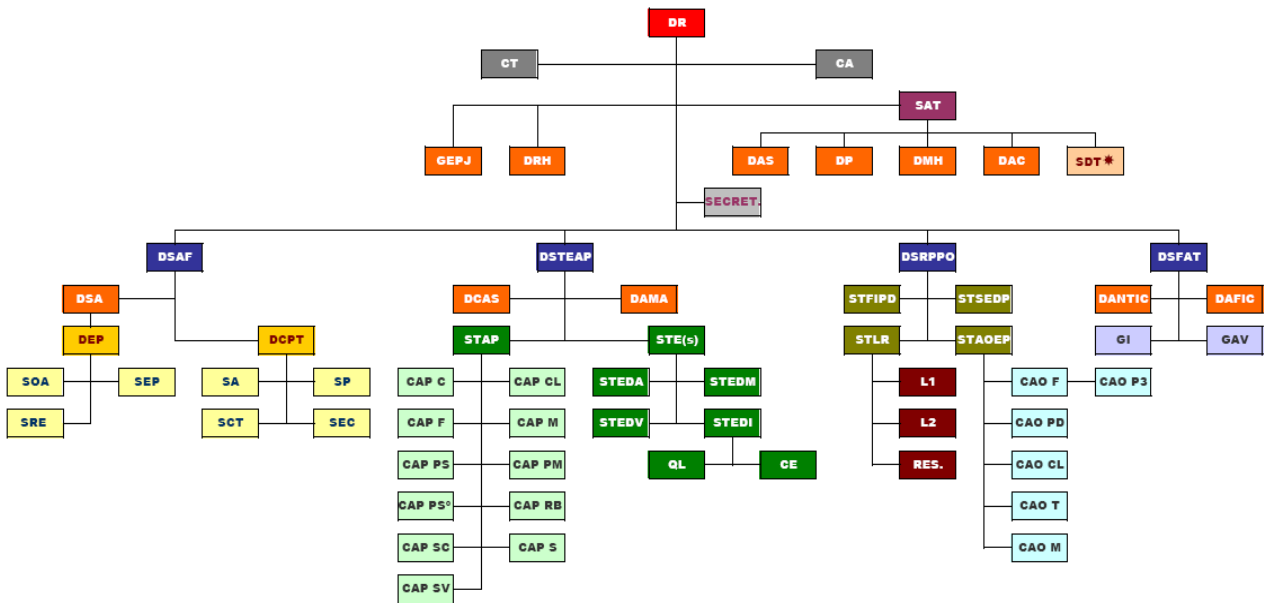 DR
CT
CA
SAT
GEPJ
DRH
DAS
DP
DMH
DAC
SDT✷
SECRET.
DSAF
DSTEAP
DSRPPO
DSFAT
DSA
DCAS
DAMA
STFIPD
STSEDP
DANTIC
DAFIC
DEP
DCPT
STAP
STE(s)
STLR
STAOEP
GI
GAV
SOA
SEP
SA
SP
CAP C
CAP CL
STEDA
STEDM
L1
CAO F
CAO P3
SRE
SCT
SEC
CAP F
CAP M
STEDV
STEDI
L2
CAO PD
CAP PS
CAP PM
QL
CE
RES.
CAO CL
CAP PSº
CAP RB
CAO T
CAP SC
CAP S
CAO M
CAP SV